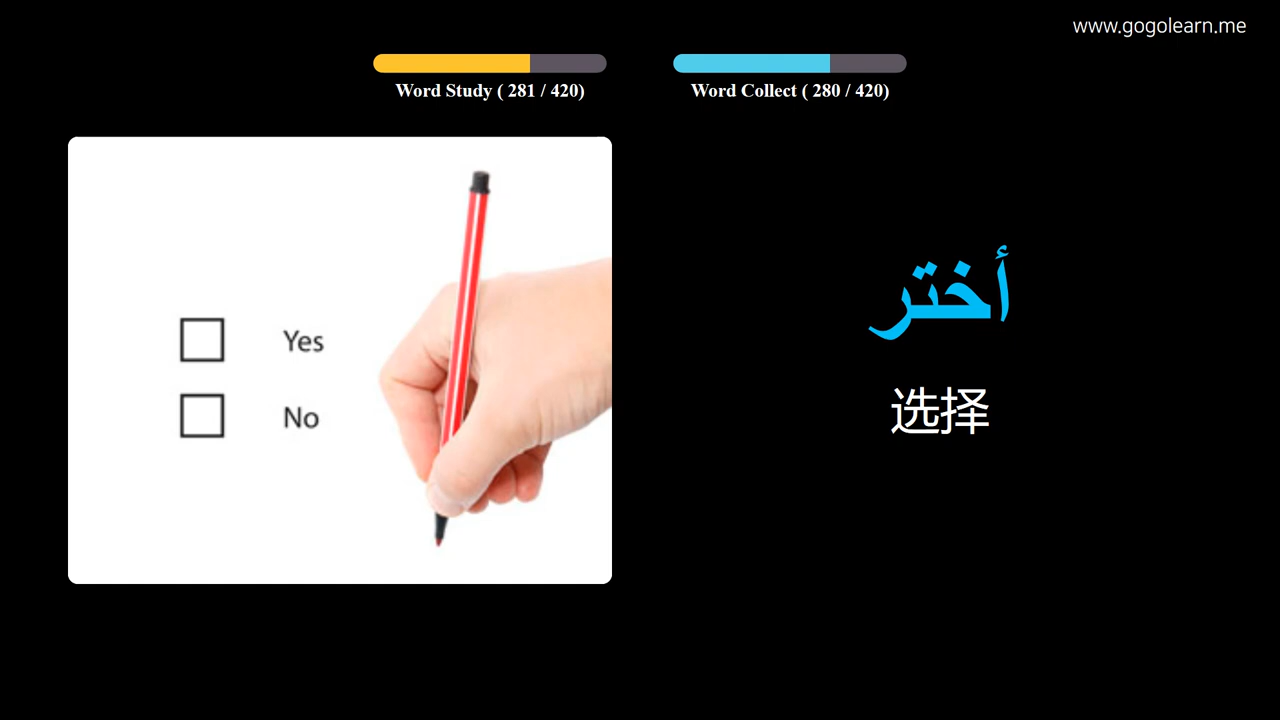 www.gogolearn.me
Word Study ( 281 / 420)
Word Collect ( 280 / 420)
Yes
No
أختر
选择